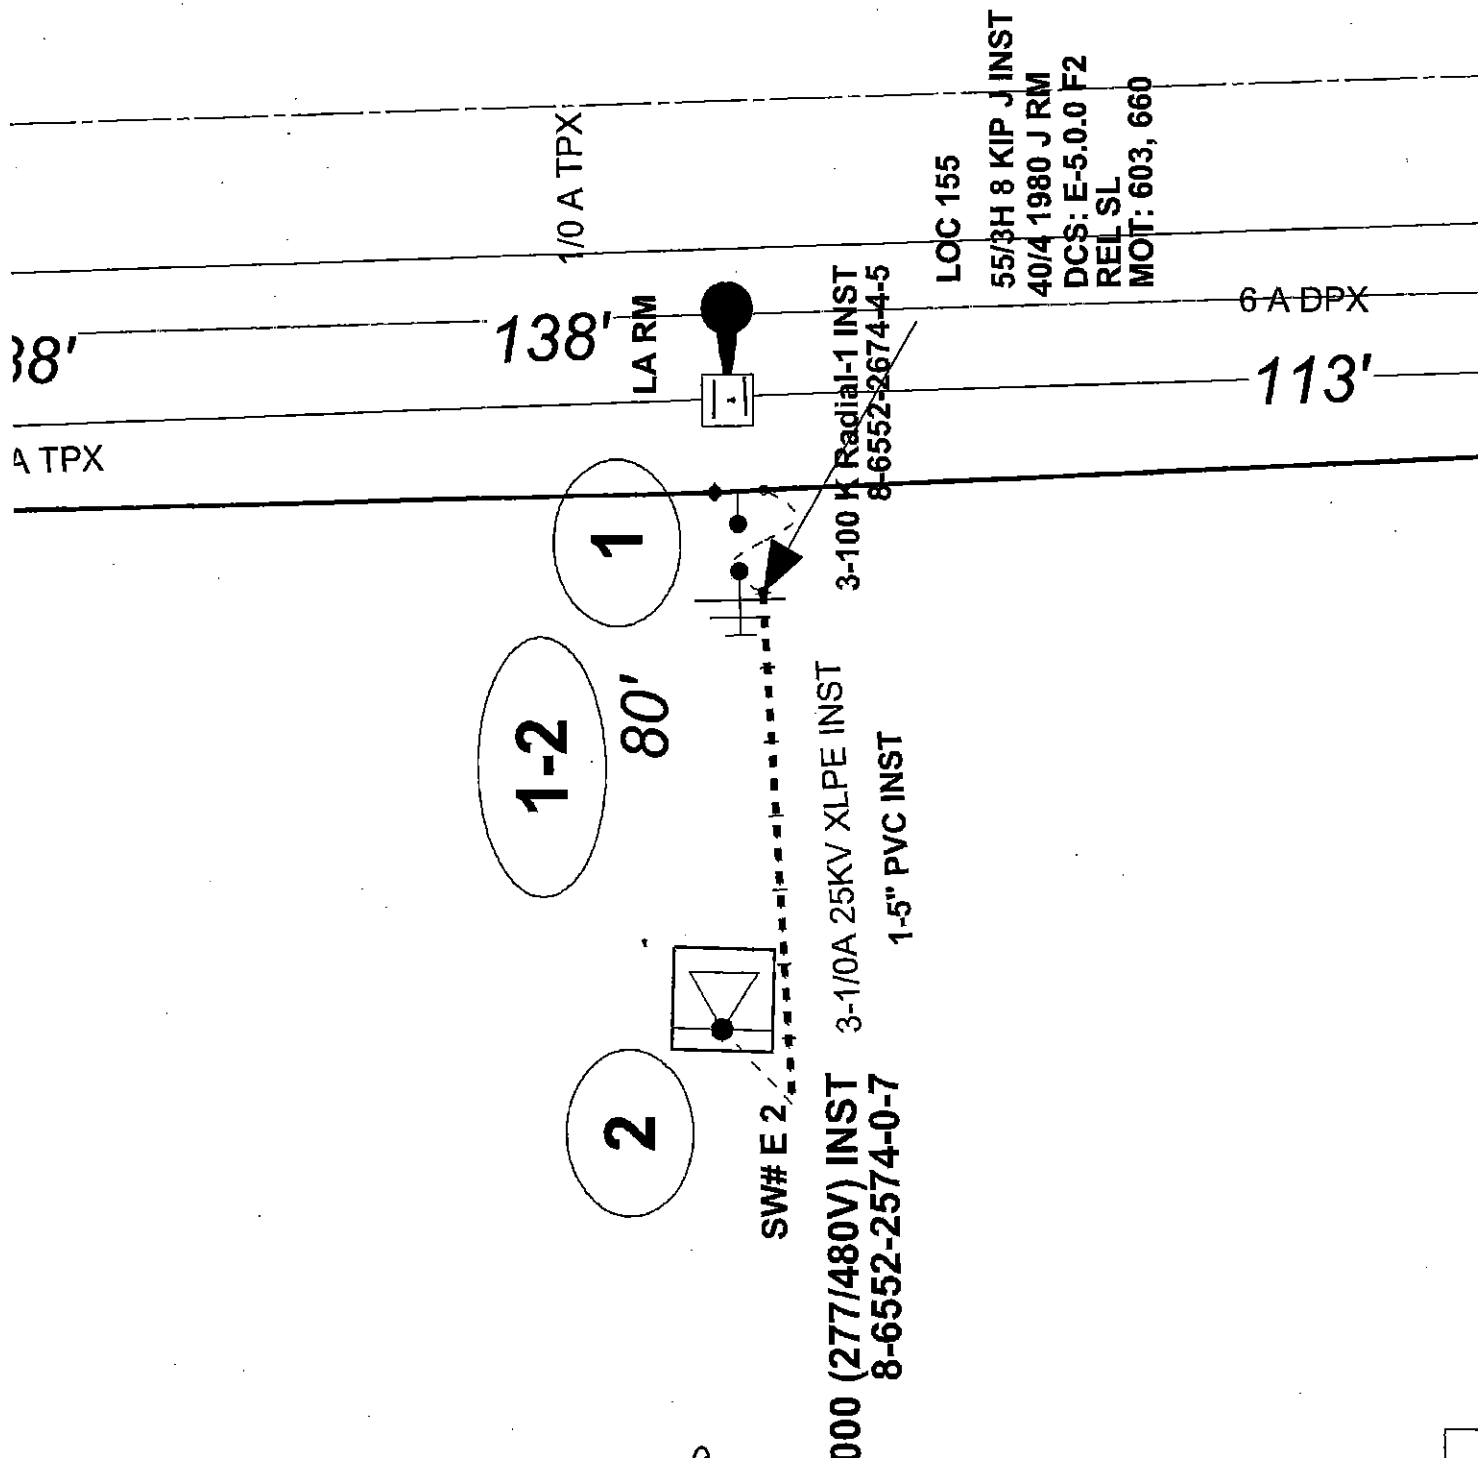 1/0 A TPX
LOC 155
55/3H 8 KIP J INST
40/4 1980 J RM
DCS: E-5.0.0 F2
REL SL
MOT: 603, 660
138'
LA RM
3-100 K Radial-1 INST
8-6552-2674-4-5
6 A DPX
113'
38'
A TPX
1
1-2
80'
3-1/0A 25KV XLPE INST
1-5" PVC INST
2
SW# E 2
000 (277/480V) INST
8-6552-2574-0-7